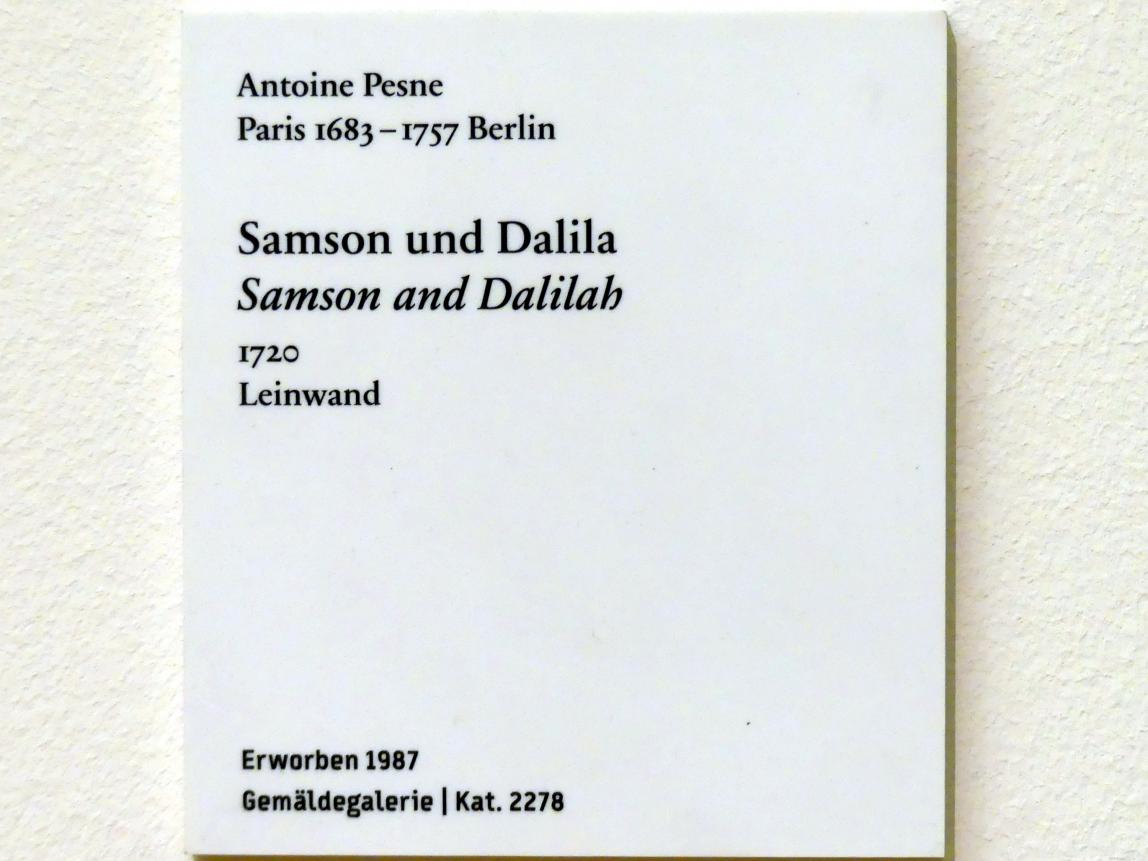 Antoine Pesne
Paris 1683 – 1757 Berlin
Samson und Dalila
Samson and Dalilah
1720
Leinwand
Erworben 1987
Gemäldegalerie | Kat. 2278